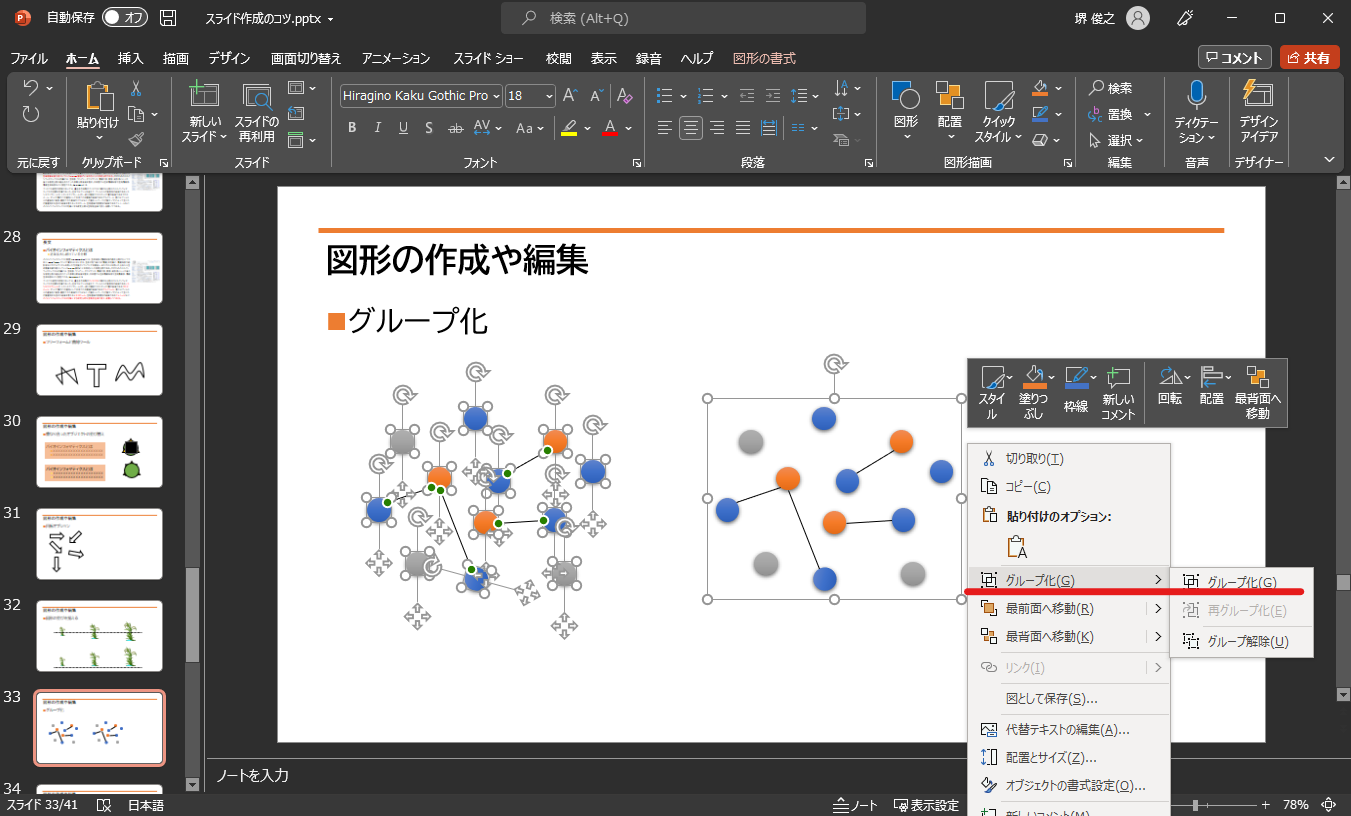 自動保存 オフ スライド作成のコツ.pptx 検索 (Alt+Q) 堺 俊之
ファイル ホーム 挿入 描画 デザイン 画面切り替え アニメーション スライド ショー 校閲 表示 録音 ヘルプ 図形の書式 コメント 共有
Hiragino Kaku Gothic Pro 18
貼り付け 新しい スライド スライドの 再利用
B I U S ab AV Aa A
図形 配置 クイック スタイル
検索
置換
選択
ディクテーション
デザイン アイデア
元に戻す クリップボード スライド フォント 段落 図形描画 編集 音声 デザイナー
28
29
30
31
32
33
34
図形の作成や編集
グループ化
スタイル 塗りつぶし 枠線 新しい コメント 回転 配置 最背面へ 移動
切り取り(T)
コピー(C)
貼り付けのオプション:
グループ化(G)
最前面へ移動(R)
最背面へ移動(K)
リンク(I)
図として保存(S)...
代替テキストの編集(A)...
配置とサイズ(Z)...
オブジェクトの書式設定(O)...
新しいコメント(M)
グループ化(G)
再グループ化(E)
グループ解除(U)
ノートを入力
スライド 33/41 日本語 ノート 表示設定 78%